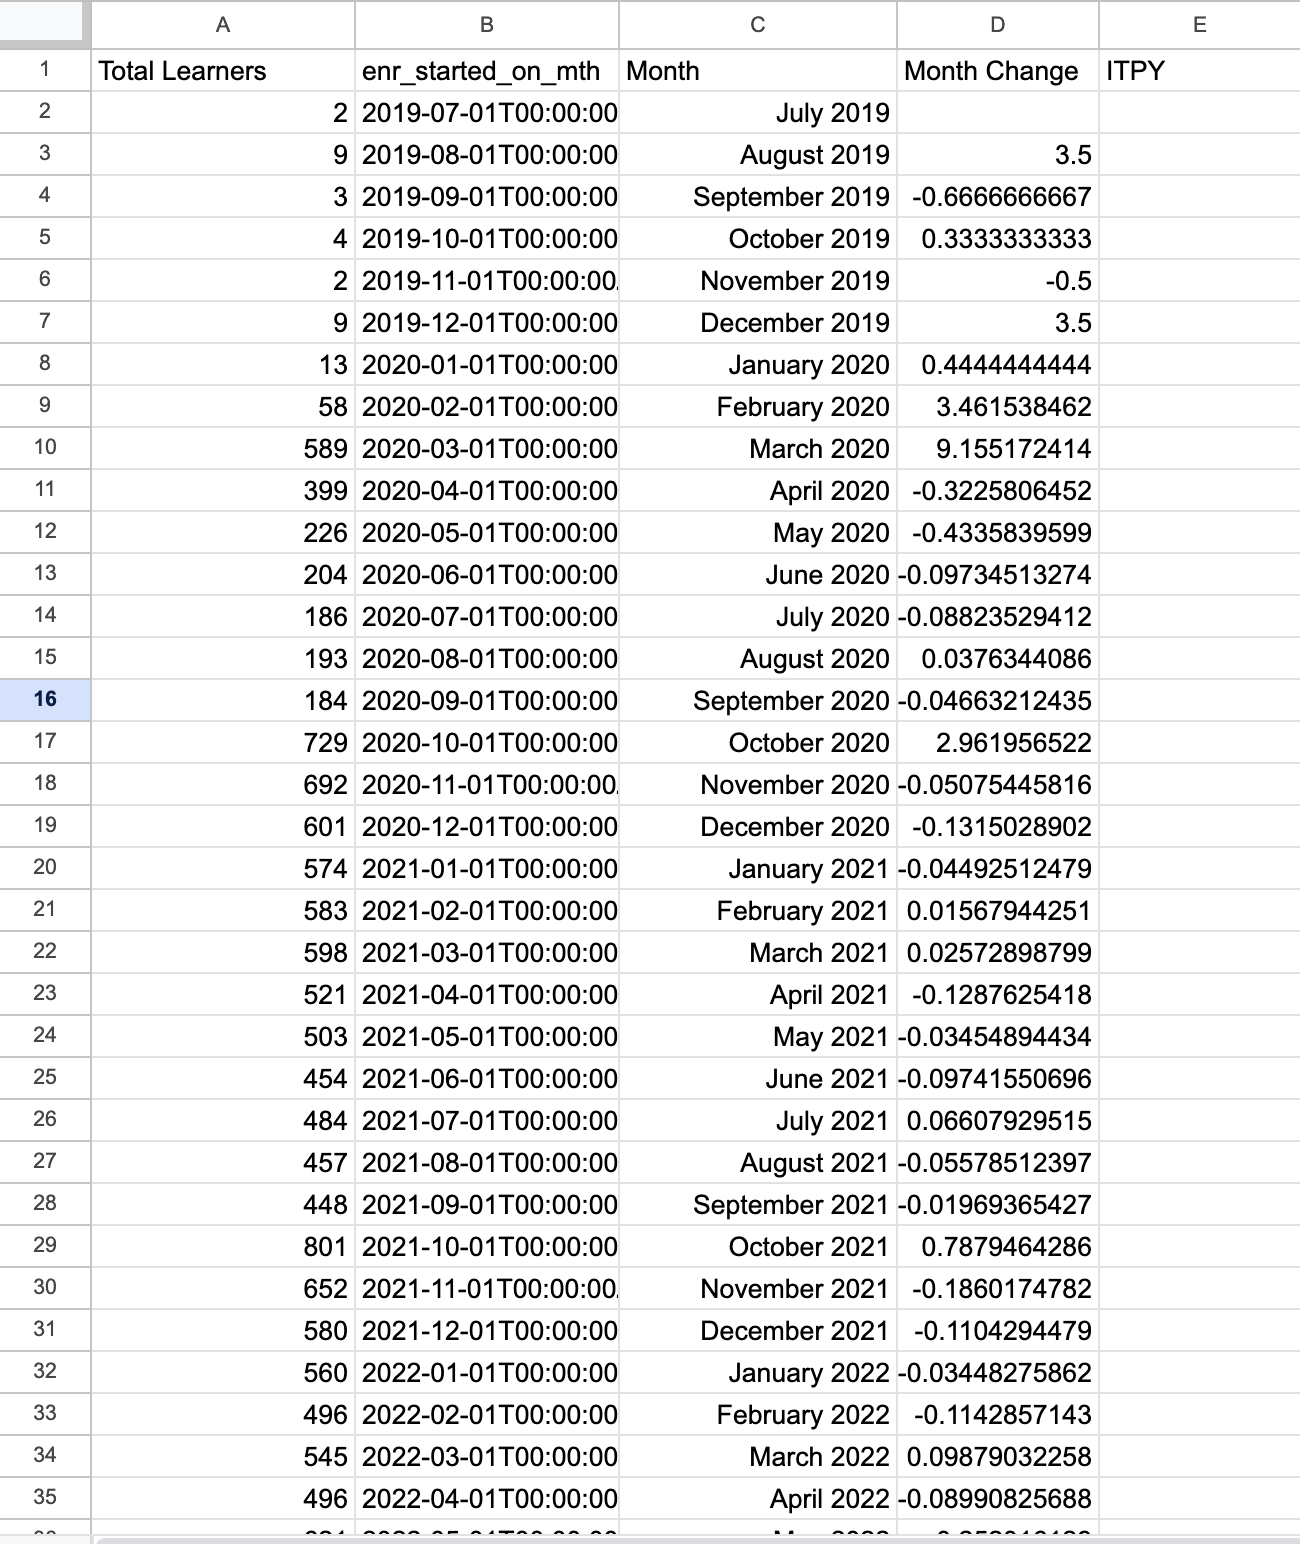 A B C D E
1 Total Learners enr_started_on_mth Month Month Change ITPY
2 2 2019-07-01T00:00:00 July 2019
3 9 2019-08-01T00:00:00 August 2019 3.5
4 3 2019-09-01T00:00:00 September 2019 -0.6666666667
5 4 2019-10-01T00:00:00 October 2019 0.3333333333
6 2 2019-11-01T00:00:00. November 2019 -0.5
7 9 2019-12-01T00:00:00 December 2019 3.5
8 13 2020-01-01T00:00:00 January 2020 0.4444444444
9 58 2020-02-01T00:00:00 February 2020 3.461538462
10 589 2020-03-01T00:00:00 March 2020 9.155172414
11 399 2020-04-01T00:00:00 April 2020 -0.3225806452
12 226 2020-05-01T00:00:00 May 2020 -0.4335839599
13 204 2020-06-01T00:00:00 June 2020 -0.09734513274
14 186 2020-07-01T00:00:00 July 2020 -0.08823529412
15 193 2020-08-01T00:00:00 August 2020 0.0376344086
16 184 2020-09-01T00:00:00 September 2020 -0.04663212435
17 729 2020-10-01T00:00:00 October 2020 2.961956522
18 692 2020-11-01T00:00:00. November 2020 -0.05075445816
19 601 2020-12-01T00:00:00 December 2020 -0.1315028902
20 574 2021-01-01T00:00:00 January 2021 -0.04492512479
21 583 2021-02-01T00:00:00 February 2021 0.01567944251
22 598 2021-03-01T00:00:00 March 2021 0.02572898799
23 521 2021-04-01T00:00:00 April 2021 -0.1287625418
24 503 2021-05-01T00:00:00 May 2021 -0.03454894434
25 454 2021-06-01T00:00:00 June 2021 -0.09741550696
26 484 2021-07-01T00:00:00 July 2021 0.06607929515
27 457 2021-08-01T00:00:00 August 2021 -0.05578512397
28 448 2021-09-01T00:00:00 September 2021 -0.01969365427
29 801 2021-10-01T00:00:00 October 2021 0.7879464286
30 652 2021-11-01T00:00:00. November 2021 -0.1860174782
31 580 2021-12-01T00:00:00 December 2021 -0.1104294479
32 560 2022-01-01T00:00:00 January 2022 -0.03448275862
33 496 2022-02-01T00:00:00 February 2022 -0.1142857143
34 545 2022-03-01T00:00:00 March 2022 0.09879032258
35 496 2022-04-01T00:00:00 April 2022 -0.08990825688